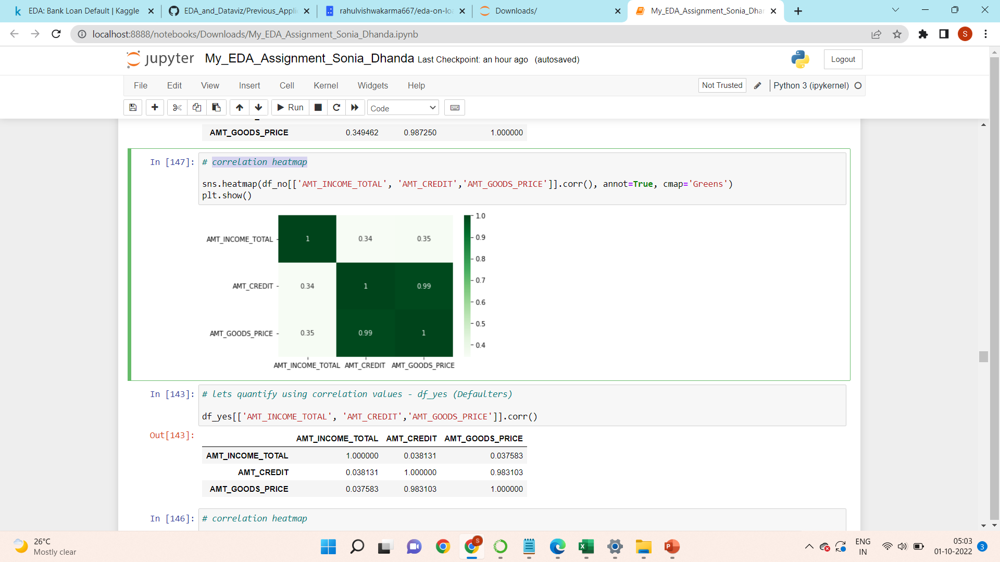 EDA: Bank Loan Default | Kaggle
EDA_and_Dataviz/Previous_Applic
rahulvishwakarma667/eda-on-loa
Downloads/
My_EDA_Assignment_Sonia_Dhan
localhost:8888/notebooks/Downloads/My_EDA_Assignment_Sonia_Dhanda.ipynb
S
jupyter My_EDA_Assignment_Sonia_Dhanda Last Checkpoint: an hour ago (autosaved)
Logout
File Edit View Insert Cell Kernel Widgets Help
Not Trusted Python 3 (ipykernel)
Run Code
AMT_GOODS_PRICE 0.349462 0.987250 1.000000
In [147]: # correlation heatmap
sns.heatmap(df_no[['AMT_INCOME_TOTAL', 'AMT_CREDIT','AMT_GOODS_PRICE']].corr(), annot=True, cmap='Greens')
plt.show()
1.0
AMT_INCOME_TOTAL 1 0.34 0.35
0.9
0.8
0.7
AMT_CREDIT 0.34 1 0.99
0.6
0.5
AMT_GOODS_PRICE 0.35 0.99 1
0.4
AMT_INCOME_TOTAL AMT_CREDIT AMT_GOODS_PRICE
In [143]: # lets quantify using correlation values - df_yes (Defaulters)
df_yes[['AMT_INCOME_TOTAL', 'AMT_CREDIT','AMT_GOODS_PRICE']].corr()
Out[143]:
AMT_INCOME_TOTAL AMT_CREDIT AMT_GOODS_PRICE
AMT_INCOME_TOTAL 1.000000 0.038131 0.037583
AMT_CREDIT 0.038131 1.000000 0.983103
AMT_GOODS_PRICE 0.037583 0.983103 1.000000
In [146]: # correlation heatmap
26°C
Mostly clear
S
ENG
IN
05:03
01-10-2022
3